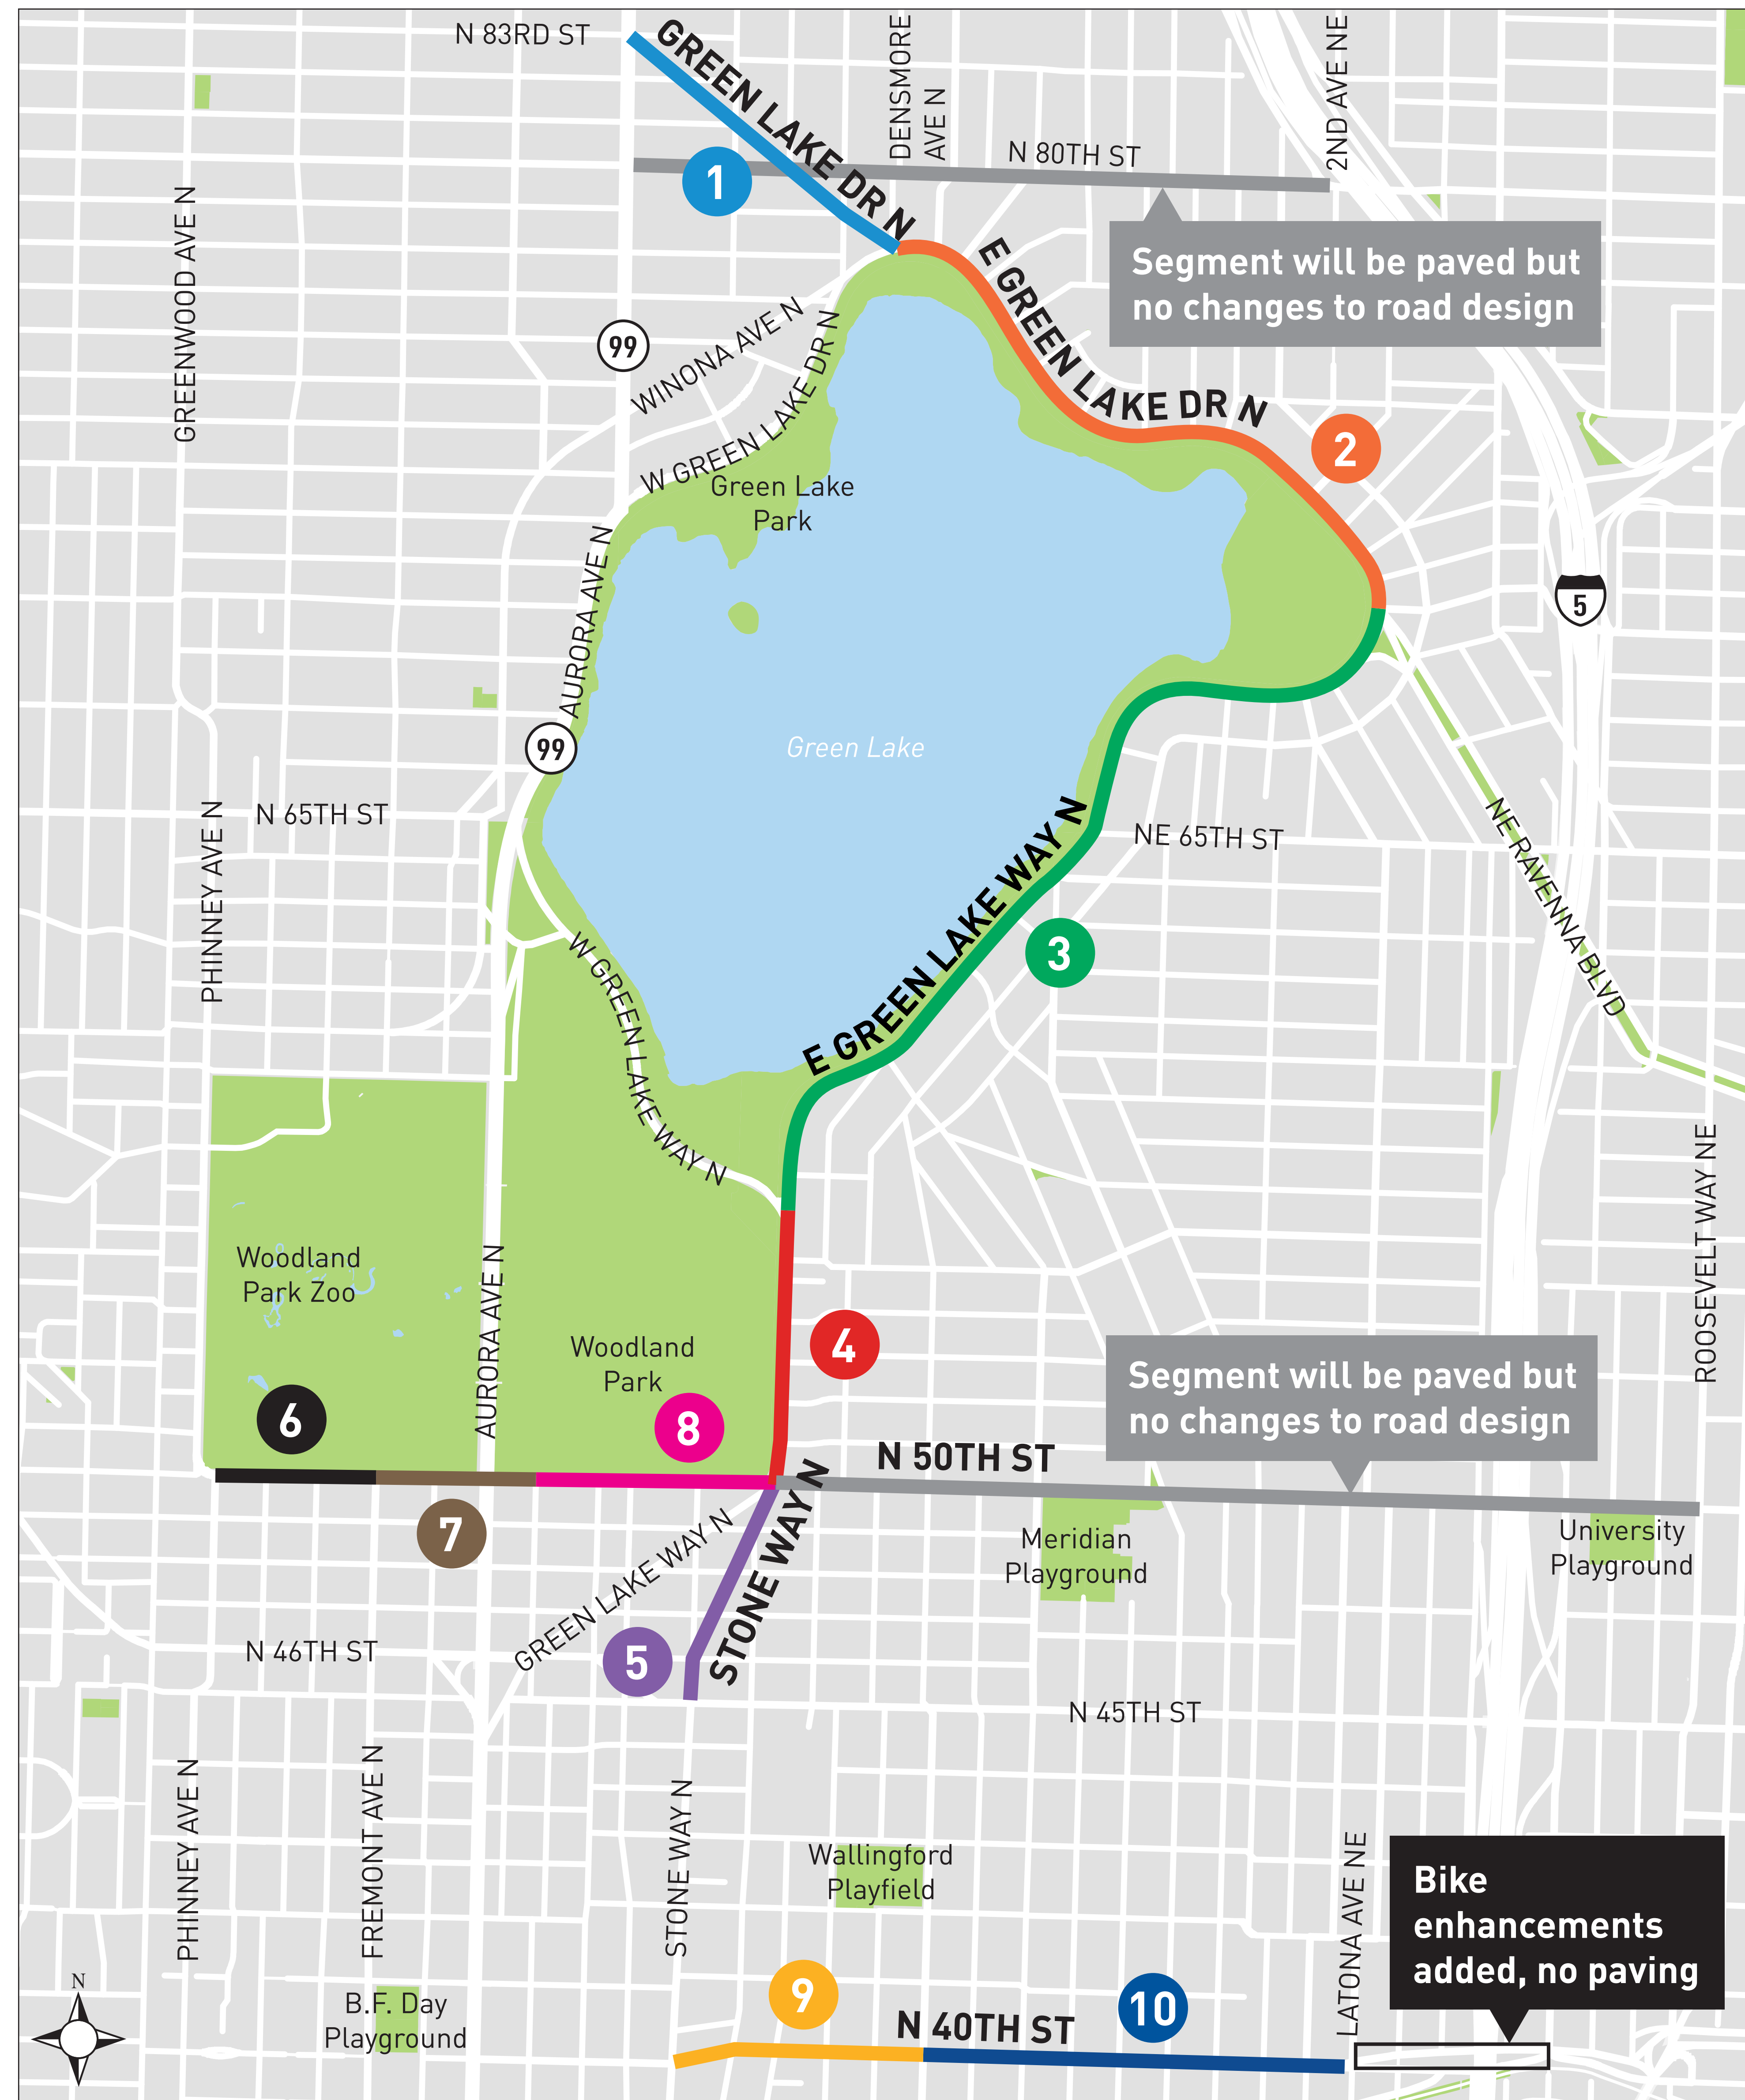 N 83RD ST
GREEN LAKE DR N
DENSMORE
AVE N
2ND AVE NE
N 80TH ST
1
Segment will be paved but
no changes to road design
E GREEN LAKE DR N
GREENWOOD AVE N
99
WINONA AVE N
W GREEN LAKE DR N
2
Green Lake
Park
AURORA AVE N
5
99
Green Lake
N 65TH ST
PHINNEY AVE N
NE 65TH ST
NE RAVENNA BLVD
E GREEN LAKE WAY N
3
W GREEN LAKE WAY N
ROOSEVELT WAY NE
Woodland
Park Zoo
AURORA AVE N
Woodland
Park
4
Segment will be paved but
no changes to road design
6
8
N 50TH ST
7
GREEN LAKE WAY N
STONE WAY N
Meridian
Playground
University
Playground
N 46TH ST
5
N 45TH ST
PHINNEY AVE N
FREMONT AVE N
STONE WAY N
Wallingford
Playfield
LATONA AVE NE
Bike
enhancements
added, no paving
N
B.F. Day
Playground
9
N 40TH ST
10